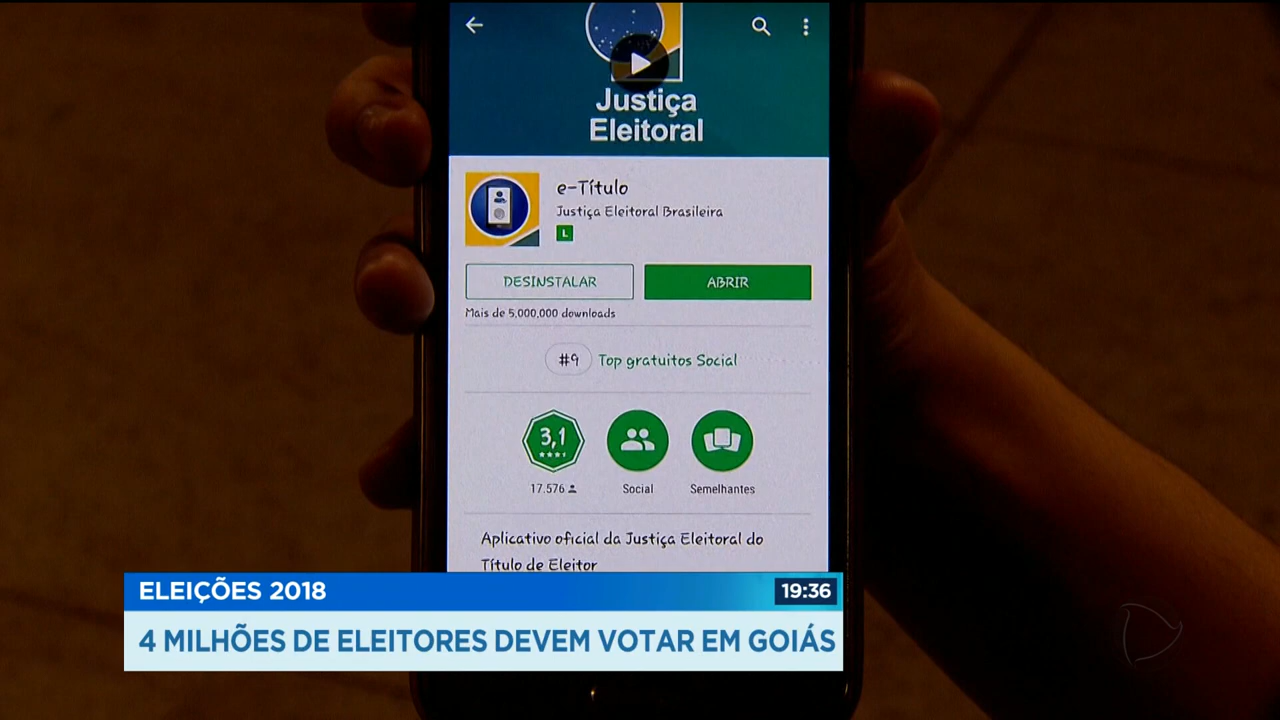 Justiça
Eleitoral
e-Título
Justiça Eleitoral Brasileira
L
DESINSTALAR
ABRIR
Mais de 5.000.000 downloads
#9 Top gratuitos Social
3,1
17.576
Social
Semelhantes
Aplicativo oficial da Justiça Eleitoral do
Título de Eleitor
ELEIÇÕES 2018
19:36
4 MILHÕES DE ELEITORES DEVEM VOTAR EM GOIÁS